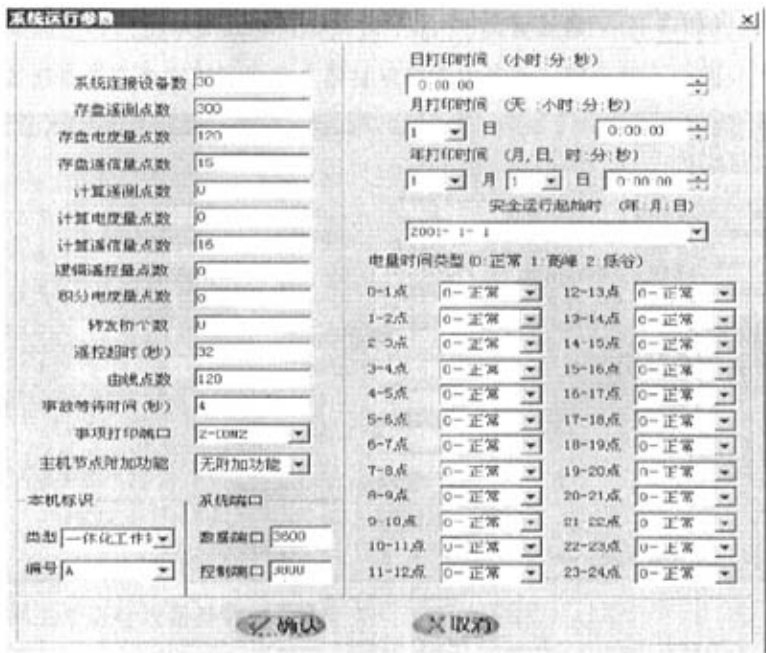 系统运行参数
系统连接设备数 30
存盘遥测点数 300
存盘电度量点数 120
存盘遥信量点数 15
计算遥测点数 0
计算电度量点数 0
计算遥信量点数 16
逻辑遥控量点数 0
积分电度量点数 0
转发协个数 0
遥控超时(秒) 32
曲线点数 120
事故等待时间(秒) 4
事项打印端口 2-COM2
主机节点附加功能 无附加功能
本机标识
类型 一体化工作
编号 A
系统端口
数据端口 3600
控制端口
日打印时间 (小时:分:秒)
0:00:00
月打印时间 (天:小时:分:秒)
1 日 0:00:00
年打印时间 (月,日, 时:分:秒)
1 月 1 日 0:00:00
安全运行起始时 (年:月:日)
2001- 1- 1
电量时间类型(0:正常 1:高峰 2:低谷)
0-1点 0-正常 12-13点 0-正常
1-2点 0-正常 13-14点 0-正常
2-3点 0-正常 14-15点 0-正常
3-4点 0-正常 15-16点 0-正常
4-5点 0-正常 16-17点 0-正常
5-6点 0-正常 17-18点 0-正常
6-7点 0-正常 18-19点 0-正常
7-8点 0-正常 19-20点 0-正常
8-9点 0-正常 20-21点 0-正常
9-10点 0-正常 21-22点 0 正常
10-11点 0-正常 22-23点 0-正常
11-12点 0-正常 23-24点 0-正常
确认 取消